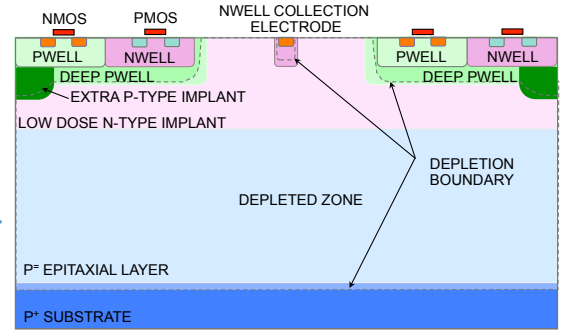 NMOS
PMOS
NWELL COLLECTION
ELECTRODE
PWELL
NWELL
PWELL
NWELL
DEEP PWELL
DEEP PWELL
EXTRA P-TYPE IMPLANT
LOW DOSE N-TYPE IMPLANT
DEPLETION
BOUNDARY
DEPLETED ZONE
P⁼ EPITAXIAL LAYER
P⁺ SUBSTRATE